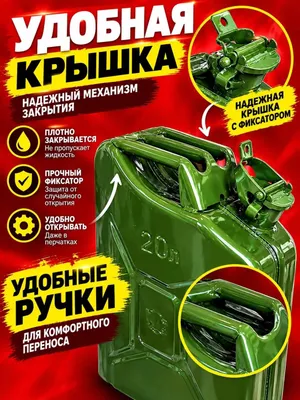 УДОБНАЯ
КРЫШКА
НАДЕЖНЫЙ МЕХАНИЗМ
ЗАКРЫТИЯ
НАДЕЖНАЯ
КРЫШКА
С ФИКСАТОРОМ
ПЛОТНО
ЗАКРЫВАЕТСЯ
Не пропускает
жидкость
ПРОЧНЫЙ
ФИКСАТОР
Защита от
случайного
открытия
УДОБНО
ОТКРЫВАТЬ
Даже в
перчатках
20л
УДОБНЫЕ
РУЧКИ
ДЛЯ КОМФОРТНОГО
ПЕРЕНОСА